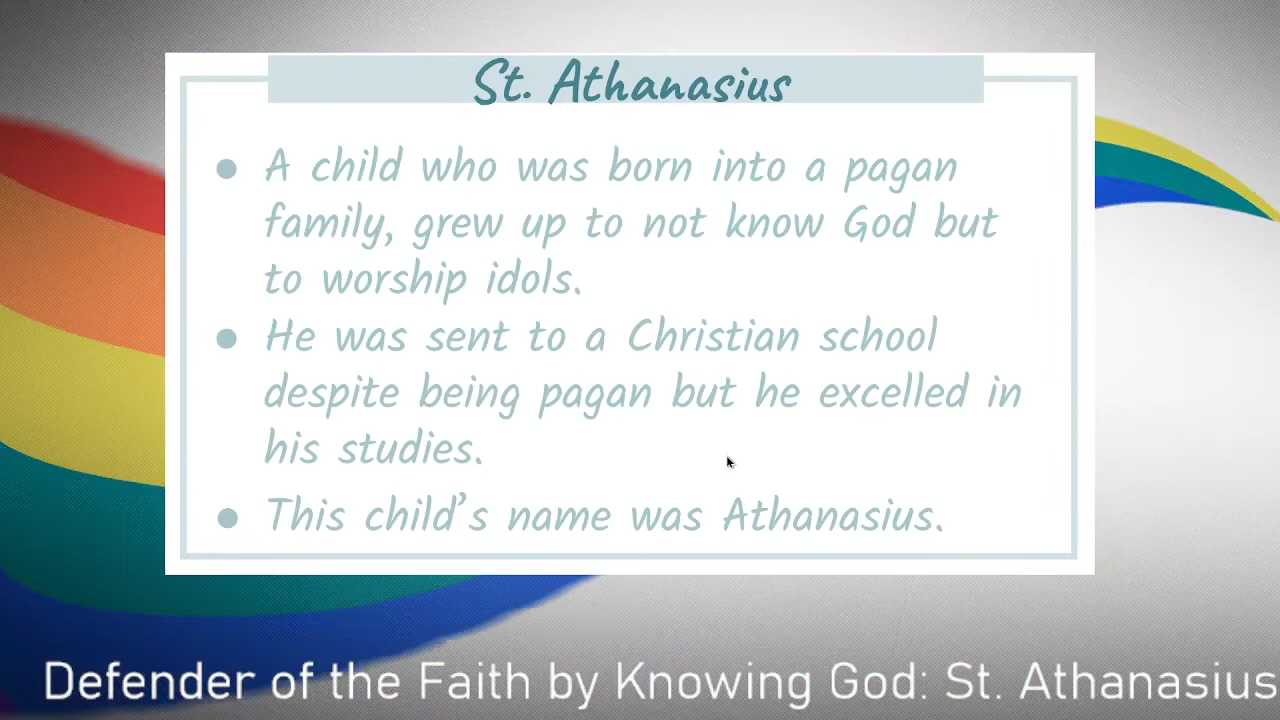 St. Athanasius
● A child who was born into a pagan
family, grew up to not know God but
to worship idols.
● He was sent to a Christian school
despite being pagan but he excelled in
his studies.
● This child's name was Athanasius.
Defender of the Faith by Knowing God: St. Athanasius